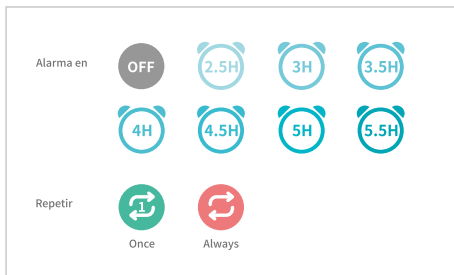 Alarma en OFF 2.5H 3H 3.5H
4H 4.5H 5H 5.5H
Repetir 1
Once Always